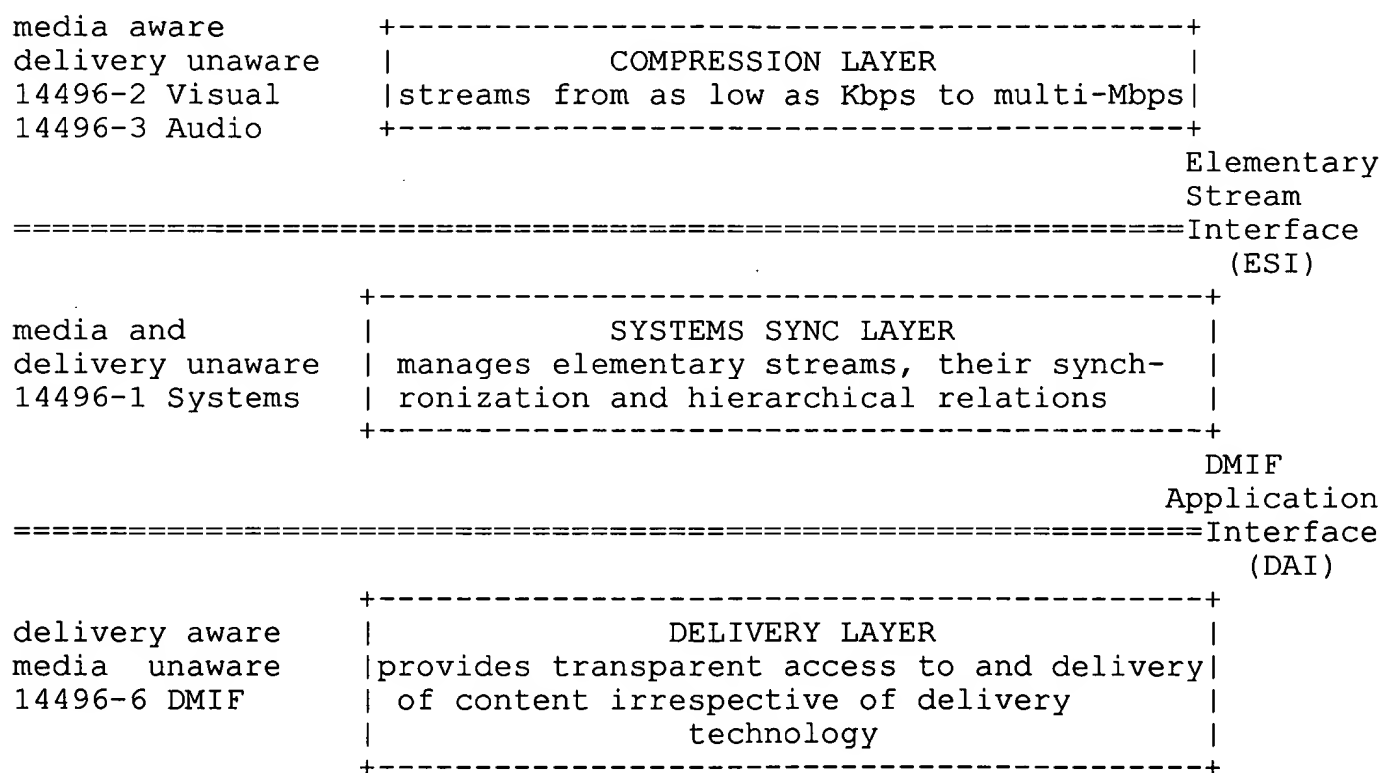 media aware +-----------------------------------------+
delivery unaware | COMPRESSION LAYER |
14496-2 Visual |streams from as low as Kbps to multi-Mbps|
14496-3 Audio +-----------------------------------------+
Elementary
Stream
=============================================================Interface
(ESI)
+-------------------------------------------+
media and | SYSTEMS SYNC LAYER |
delivery unaware | manages elementary streams, their synch- |
14496-1 Systems | ronization and hierarchical relations |
+-------------------------------------------+
DMIF
Application
==============================================================Interface
(DAI)
+-------------------------------------------+
delivery aware | DELIVERY LAYER |
media unaware |provides transparent access to and delivery|
14496-6 DMIF | of content irrespective of delivery |
| technology |
+-------------------------------------------+